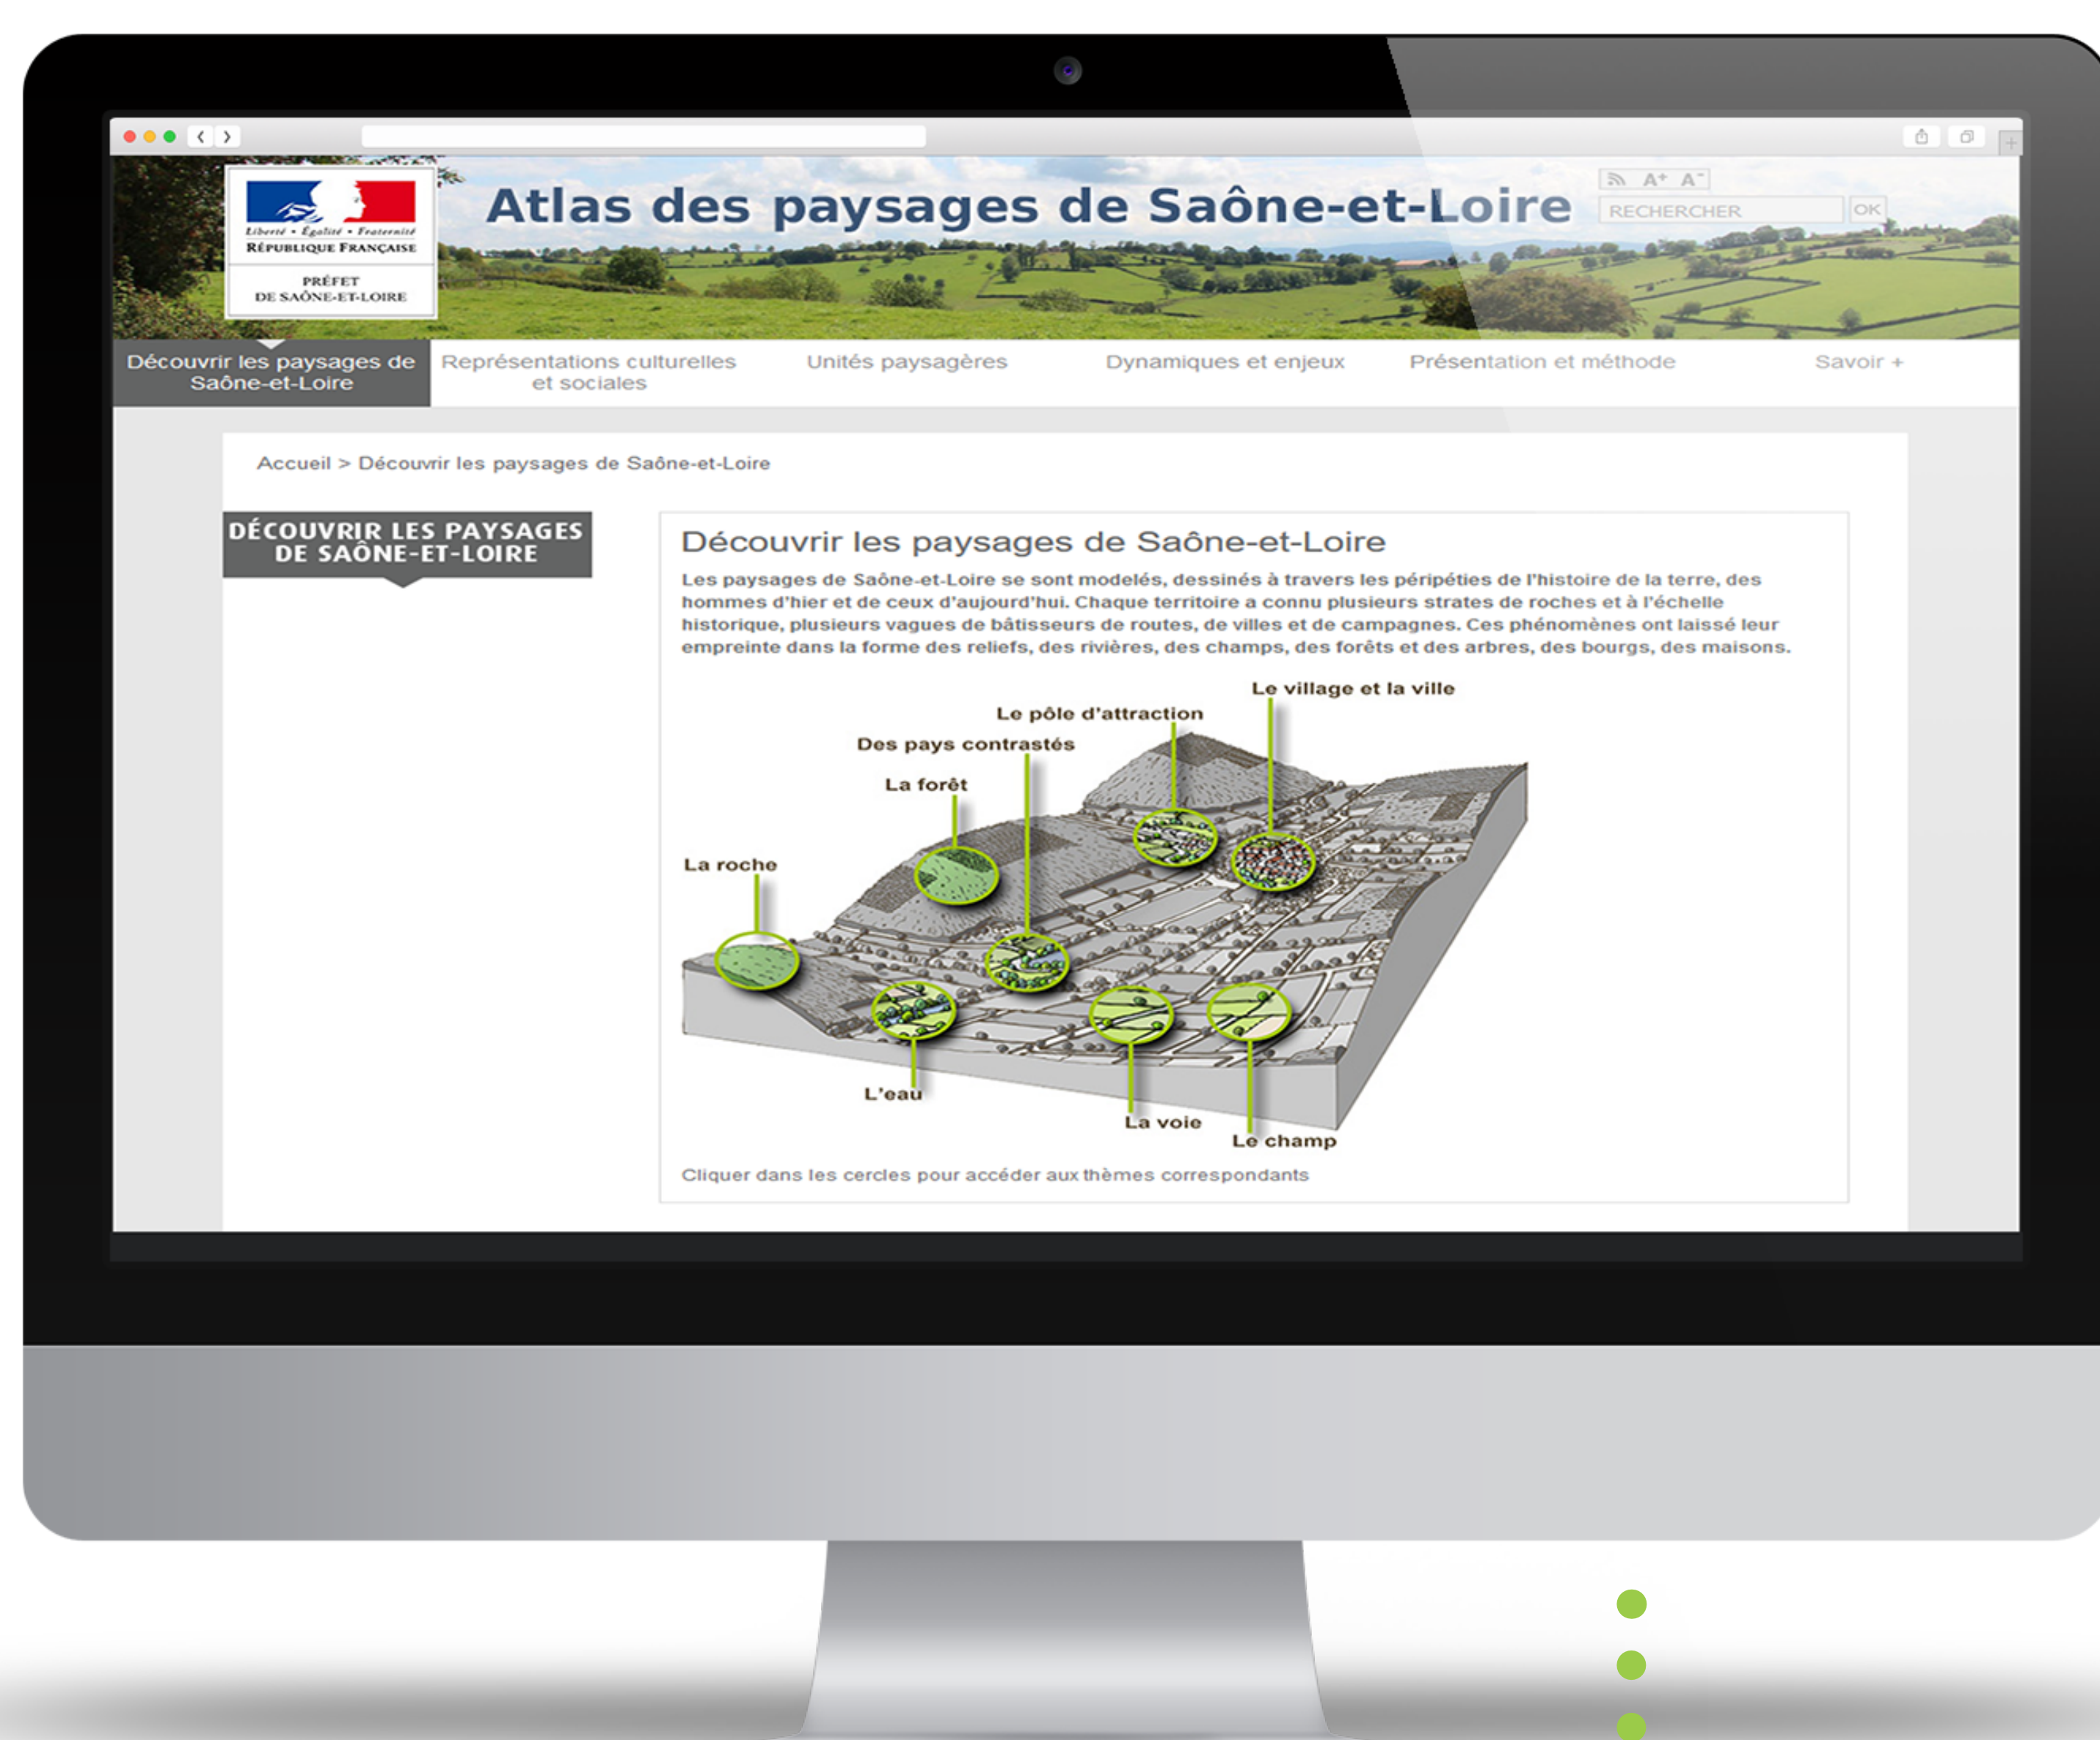 Liberté • Égalité • Fraternité
RÉPUBLIQUE FRANÇAISE
PRÉFET
DE SAÔNE-ET-LOIRE
Atlas des paysages de Saône-et-Loire
A+ A-
RECHERCHER OK
Découvrir les paysages de
Saône-et-Loire
Représentations culturelles
et sociales
Unités paysagères
Dynamiques et enjeux
Présentation et méthode
Savoir +
Accueil > Découvrir les paysages de Saône-et-Loire
DÉCOUVRIR LES PAYSAGES
DE SAÔNE-ET-LOIRE
Découvrir les paysages de Saône-et-Loire
Les paysages de Saône-et-Loire se sont modelés, dessinés à travers les péripéties de l'histoire de la terre, des
hommes d'hier et de ceux d'aujourd'hui. Chaque territoire a connu plusieurs strates de roches et à l'échelle
historique, plusieurs vagues de bâtisseurs de routes, de villes et de campagnes. Ces phénomènes ont laissé leur
empreinte dans la forme des reliefs, des rivières, des champs, des forêts et des arbres, des bourgs, des maisons.
Le village et la ville
Le pôle d'attraction
Des pays contrastés
La forêt
La roche
L'eau
La voie
Le champ
Cliquer dans les cercles pour accéder aux thèmes correspondants